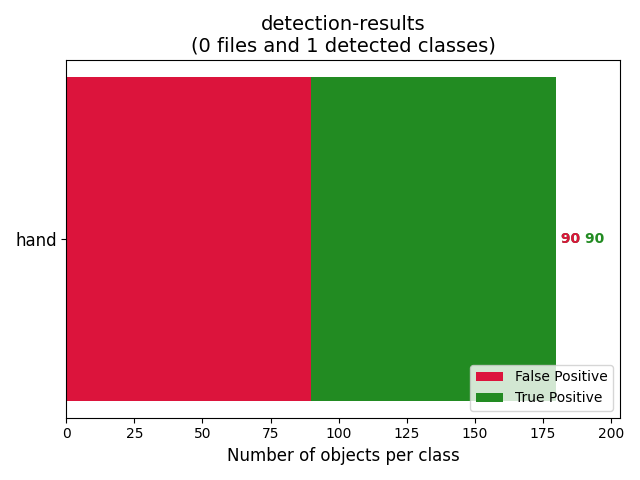 detection-results
(0 files and 1 detected classes)
hand
90 90
False Positive
True Positive
0 25 50 75 100 125 150 175 200
Number of objects per class